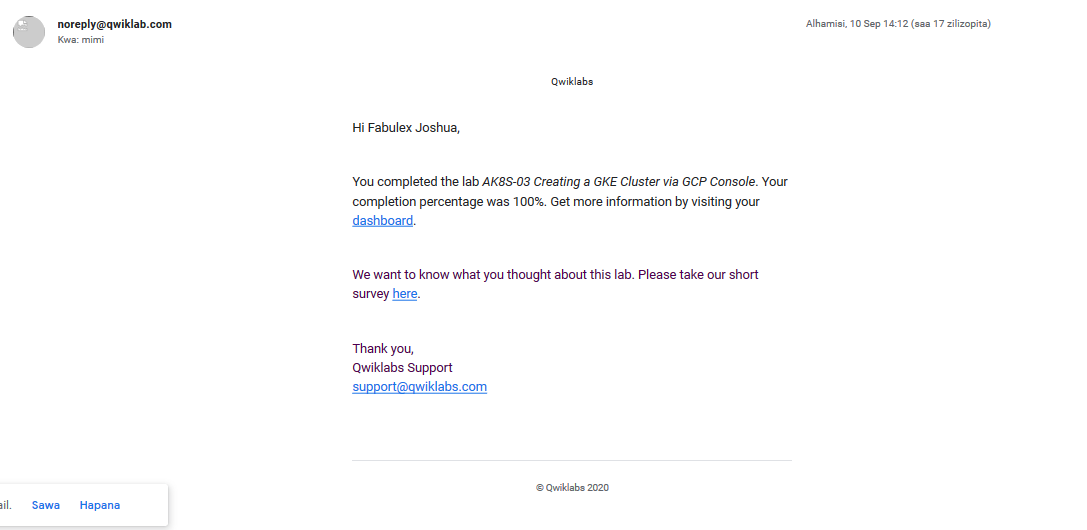 noreply@qwiklab.com
Alhamisi, 10 Sep 14:12 (saa 17 zilizopita)
Kwa: mimi
Qwiklabs
Hi Fabulex Joshua,
You completed the lab AK8S-03 Creating a GKE Cluster via GCP Console. Your
completion percentage was 100%. Get more information by visiting your
dashboard.
We want to know what you thought about this lab. Please take our short
survey here.
Thank you,
Qwiklabs Support
support@qwiklabs.com
© Qwiklabs 2020
ail. Sawa Hapana